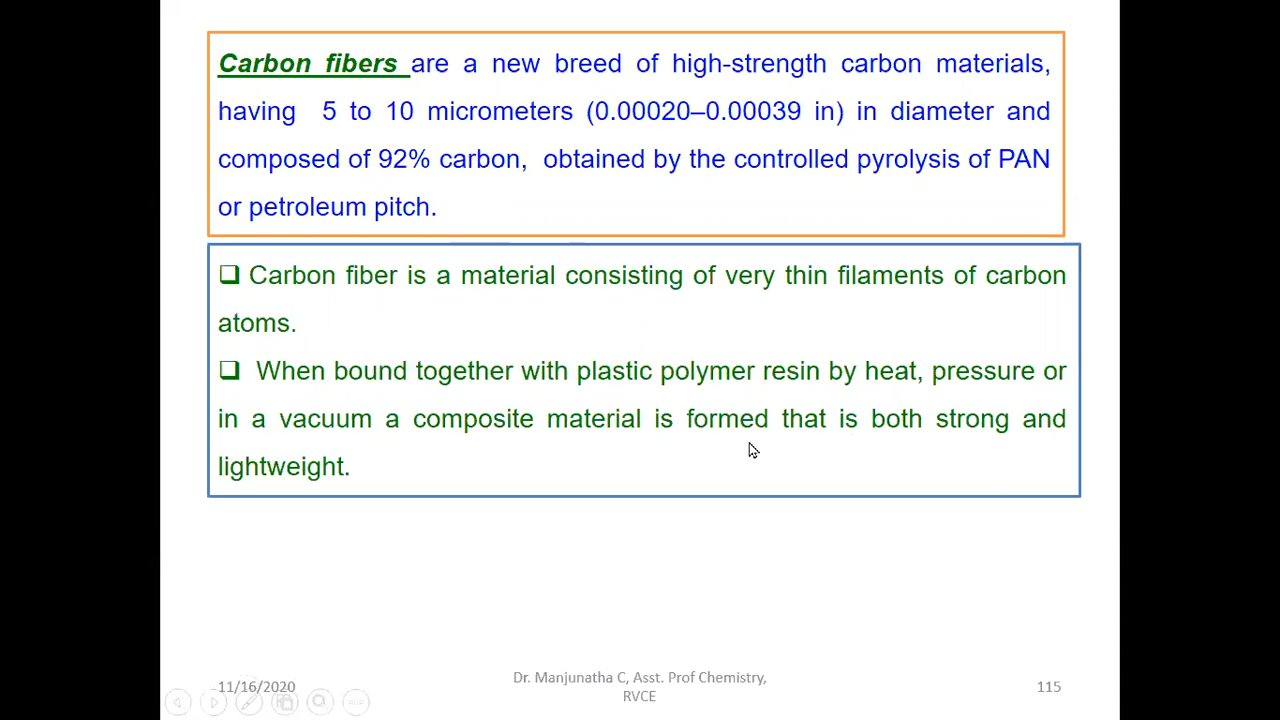 Carbon fibers are a new breed of high-strength carbon materials,
having 5 to 10 micrometers (0.00020–0.00039 in) in diameter and
composed of 92% carbon, obtained by the controlled pyrolysis of PAN
or petroleum pitch.
❑ Carbon fiber is a material consisting of very thin filaments of carbon
atoms.
❑ When bound together with plastic polymer resin by heat, pressure or
in a vacuum a composite material is formed that is both strong and
lightweight.
11/16/2020
Dr. Manjunatha C, Asst. Prof Chemistry,
RVCE
115